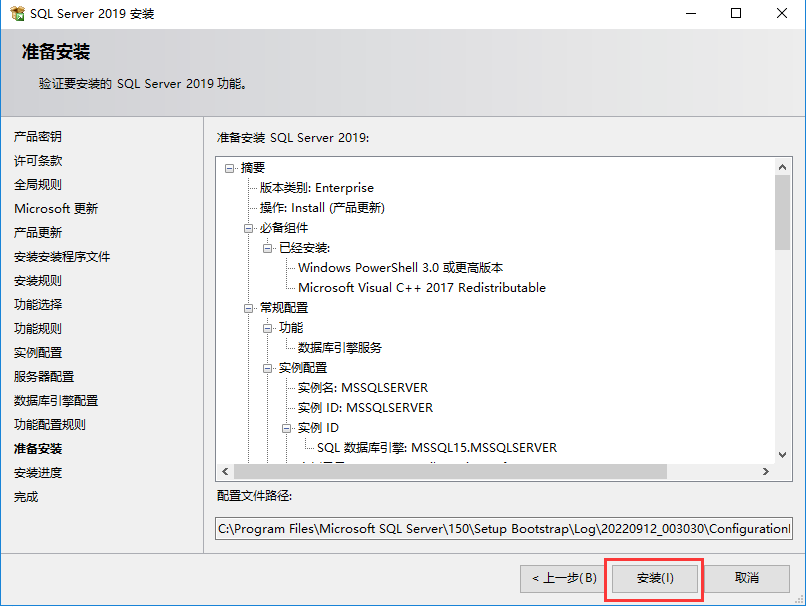 SQL Server 2019 安装
准备安装
验证要安装的 SQL Server 2019 功能。
产品密钥
许可条款
全局规则
Microsoft 更新
产品更新
安装安装程序文件
安装规则
功能选择
功能规则
实例配置
服务器配置
数据库引擎配置
功能配置规则
准备安装
安装进度
完成
准备安装 SQL Server 2019:
摘要
版本类别: Enterprise
操作: Install (产品更新)
必备组件
已经安装:
Windows PowerShell 3.0 或更高版本
Microsoft Visual C++ 2017 Redistributable
常规配置
功能
数据库引擎服务
实例配置
实例名: MSSQLSERVER
实例 ID: MSSQLSERVER
实例 ID
SQL 数据库引擎: MSSQL15.MSSQLSERVER
配置文件路径:
C:\Program Files\Microsoft SQL Server\150\Setup Bootstrap\Log\20220912_003030\Configuration
< 上一步(B)
安装(I)
取消